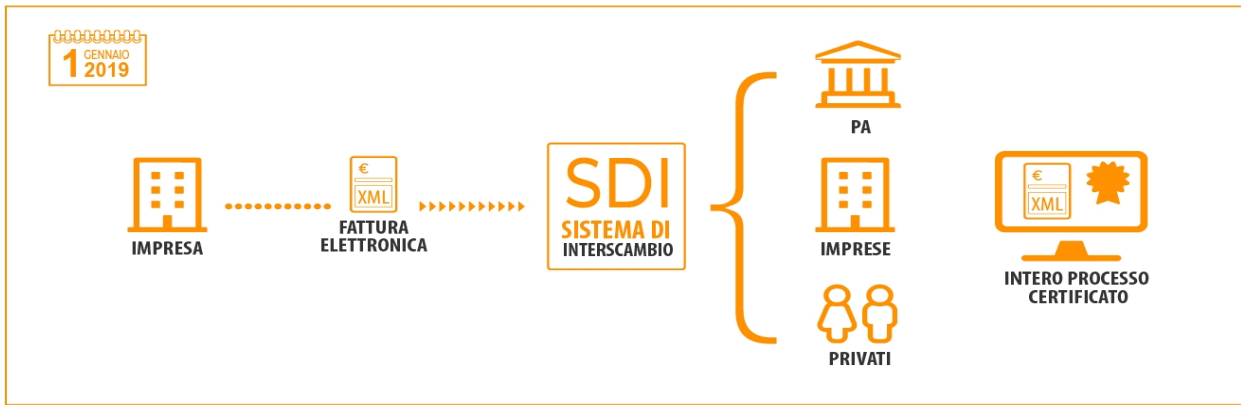 1 GENNAIO
2019
IMPRESA
€
XML
FATTURA
ELETTRONICA
SDI
SISTEMA DI
INTERSCAMBIO
PA
IMPRESE
PRIVATI
€
XML
INTERO PROCESSO
CERTIFICATO